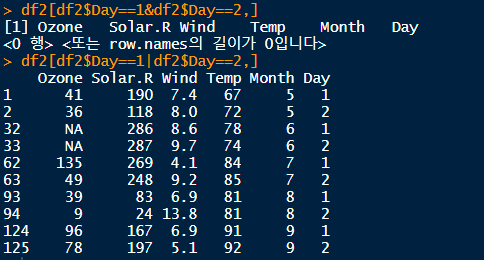 > df2[df2$Day==1&df2$Day==2,]
[1] Ozone   Solar.R Wind    Temp    Month   Day
<0 행> <또는 row.names의 길이가 0입니다>
> df2[df2$Day==1|df2$Day==2,]
    Ozone Solar.R Wind Temp Month Day
1      41     190  7.4   67     5   1
2      36     118  8.0   72     5   2
32     NA     286  8.6   78     6   1
33     NA     287  9.7   74     6   2
62    135     269  4.1   84     7   1
63     49     248  9.2   85     7   2
93     39      83  6.9   81     8   1
94      9      24 13.8   81     8   2
124    96     167  6.9   91     9   1
125    78     197  5.1   92     9   2